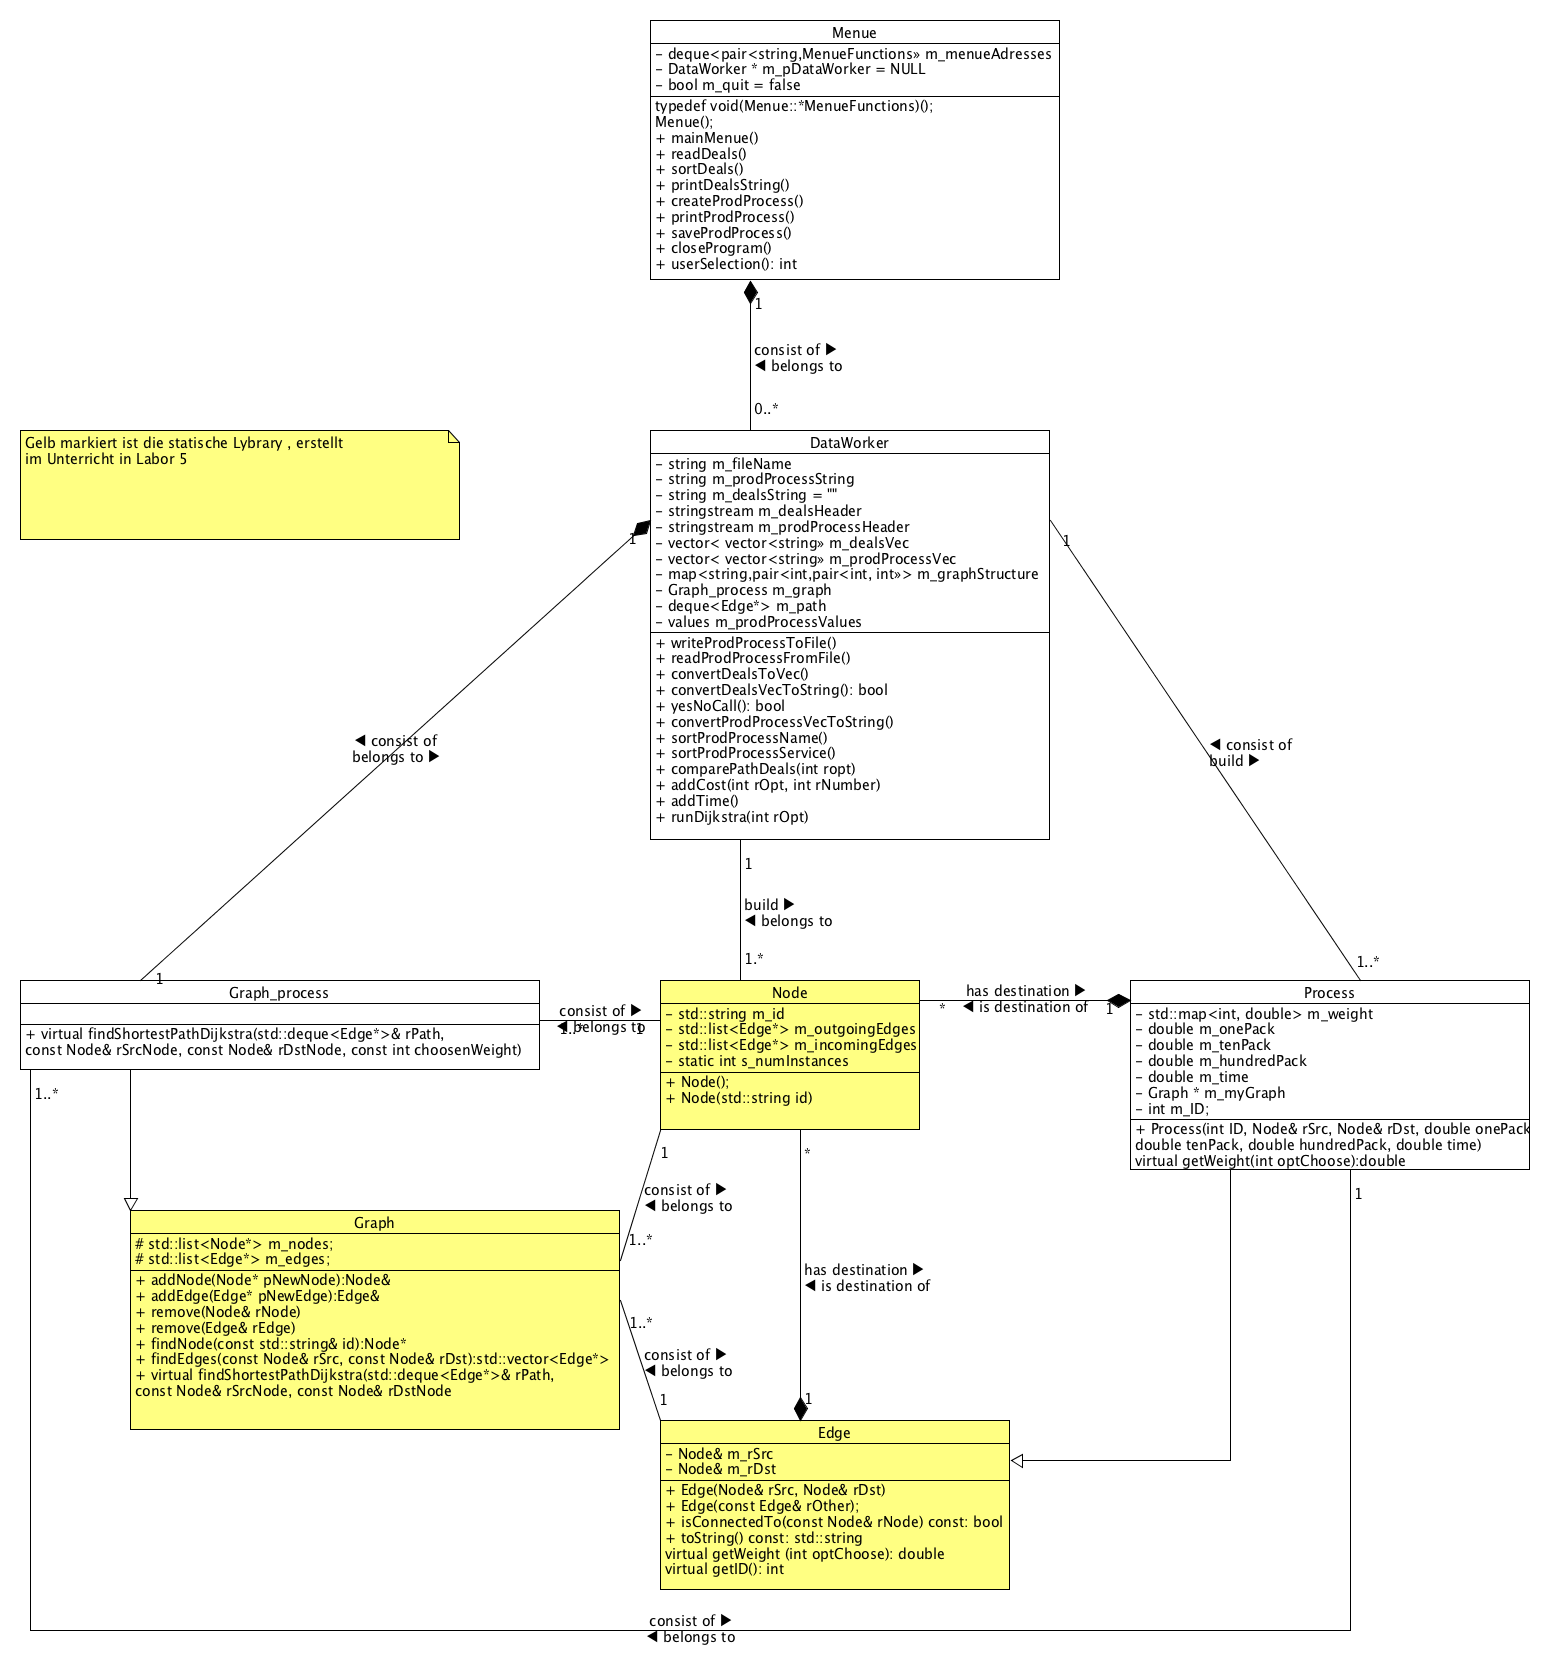 Menue
– deque<pair<string,MenueFunctions» m_menueAdresses
– DataWorker * m_pDataWorker = NULL
– bool m_quit = false
typedef void(Menue::*MenueFunctions)();
Menue();
+ mainMenue()
+ readDeals()
+ sortDeals()
+ printDealsString()
+ createProdProcess()
+ printProdProcess()
+ saveProdProcess()
+ closeProgram()
+ userSelection(): int
1
consist of ▶
◀ belongs to
0..*
Gelb markiert ist die statische Lybrary , erstellt
im Unterricht in Labor 5
DataWorker
– string m_fileName
– string m_prodProcessString
– string m_dealsString = ""
– stringstream m_dealsHeader
– stringstream m_prodProcessHeader
– vector< vector<string» m_dealsVec
– vector< vector<string» m_prodProcessVec
– map<string,pair<int,pair<int, int»> m_graphStructure
– Graph_process m_graph
– deque<Edge*> m_path
– values m_prodProcessValues
+ writeProdProcessToFile()
+ readProdProcessFromFile()
+ convertDealsToVec()
+ convertDealsVecToString(): bool
+ yesNoCall(): bool
+ convertProdProcessVecToString()
+ sortProdProcessName()
+ sortProdProcessService()
+ comparePathDeals(int ropt)
+ addCost(int rOpt, int rNumber)
+ addTime()
+ runDijkstra(int rOpt)
1
◀ consist of
belongs to ▶
1
1
◀ consist of
build ▶
1..*
1
build ▶
◀ belongs to
1..*
Graph_process
+ virtual findShortestPathDijkstra(std::deque<Edge*>& rPath,
const Node& rSrcNode, const Node& rDstNode, const int choosenWeight)
consist of ▶
◀ belongs to
1..*
1
Node
– std::string m_id
– std::list<Edge*> m_outgoingEdges
– std::list<Edge*> m_incomingEdges
– static int s_numInstances
+ Node();
+ Node(std::string id)
has destination ▶
◀ is destination of
*
1
Process
– std::map<int, double> m_weight
– double m_onePack
– double m_tenPack
– double m_hundredPack
– double m_time
– Graph * m_myGraph
– int m_ID;
+ Process(int ID, Node& rSrc, Node& rDst, double onePack
double tenPack, double hundredPack, double time)
virtual getWeight(int optChoose):double
1..*
1
consist of ▶
◀ belongs to
1..*
*
has destination ▶
◀ is destination of
1
1
Graph
# std::list<Node*> m_nodes;
# std::list<Edge*> m_edges;
+ addNode(Node* pNewNode):Node&
+ addEdge(Edge* pNewEdge):Edge&
+ remove(Node& rNode)
+ remove(Edge& rEdge)
+ findNode(const std::string& id):Node*
+ findEdges(const Node& rSrc, const Node& rDst):std::vector<Edge*>
+ virtual findShortestPathDijkstra(std::deque<Edge*>& rPath,
const Node& rSrcNode, const Node& rDstNode
1..*
consist of ▶
◀ belongs to
1
Edge
– Node& m_rSrc
– Node& m_rDst
+ Edge(Node& rSrc, Node& rDst)
+ Edge(const Edge& rOther);
+ isConnectedTo(const Node& rNode) const: bool
+ toString() const: std::string
virtual getWeight (int optChoose): double
virtual getID(): int
consist of ▶
◀ belongs to